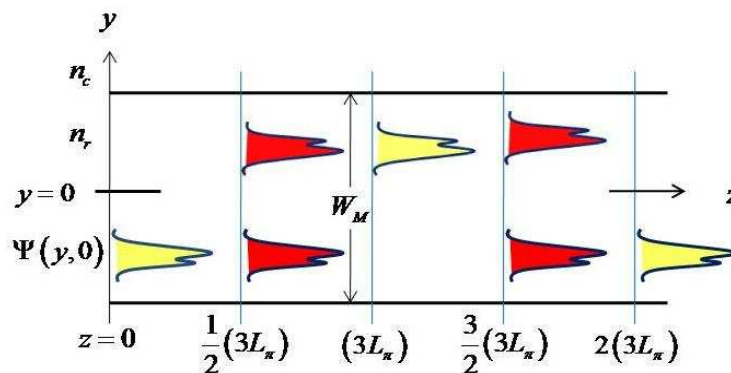 y
n_c
n_r
y = 0
W_M
z
Ψ(y,0)
z=0
1/2(3L_π)
(3L_π)
3/2(3L_π)
2(3L_π)